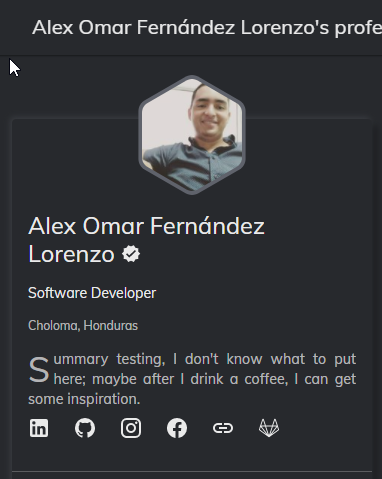 Alex Omar Fernández Lorenzo's profe
Alex Omar Fernández
Lorenzo
Software Developer
Choloma, Honduras
Summary testing, I don't know what to put
here; maybe after I drink a coffee, I can get
some inspiration.
in